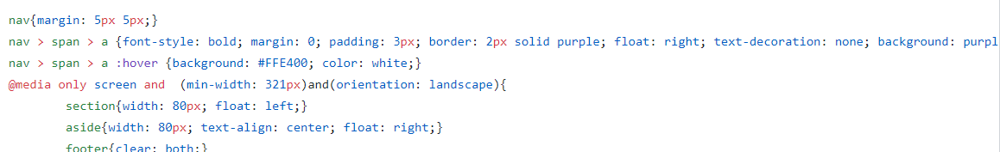 nav{margin: 5px 5px;}
nav > span > a {font-style: bold; margin: 0; padding: 3px; border: 2px solid purple; float: right; text-decoration: none; background: purpl
nav > span > a :hover {background: #FFE400; color: white;}
@media only screen and  (min-width: 321px)and(orientation: landscape){
        section{width: 80px; float: left;}
        aside{width: 80px; text-align: center; float: right;}
        footer{clear: both;}